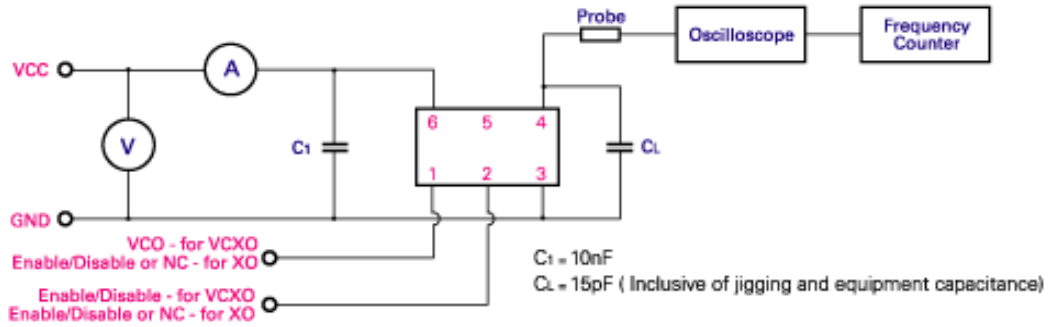 Probe
Oscilloscope
Frequency
Counter
VCC
A
V
C1
6 5 4
1 2 3
CL
GND
VCO - for VCXO
Enable/Disable or NC - for XO
Enable/Disable - for VCXO
Enable/Disable or NC - for XO
C1 = 10nF
CL = 15pF ( Inclusive of jigging and equipment capacitance)